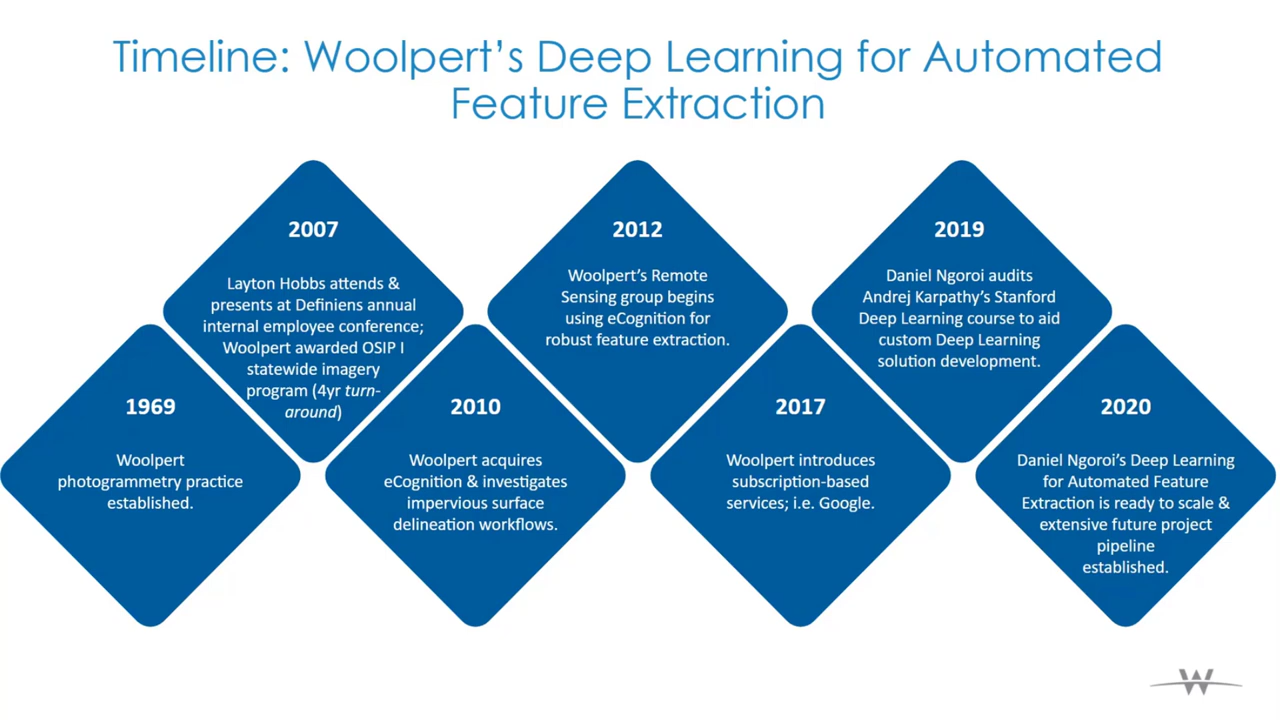 Timeline: Woolpert's Deep Learning for Automated
Feature Extraction
1969
Woolpert
photogrammetry practice
established.
2007
Layton Hobbs attends &
presents at Definiens annual
internal employee conference;
Woolpert awarded OSIP I
statewide imagery
program (4yr turn-
around)
2010
Woolpert acquires
eCognition & investigates
impervious surface
delineation workflows.
2012
Woolpert's Remote
Sensing group begins
using eCognition for
robust feature extraction.
2017
Woolpert introduces
subscription-based
services; i.e. Google.
2019
Daniel Ngoroi audits
Andrej Karpathy's Stanford
Deep Learning course to aid
custom Deep Learning
solution development.
2020
Daniel Ngoroi's Deep Learning
for Automated Feature
Extraction is ready to scale &
extensive future project
pipeline
established.
W